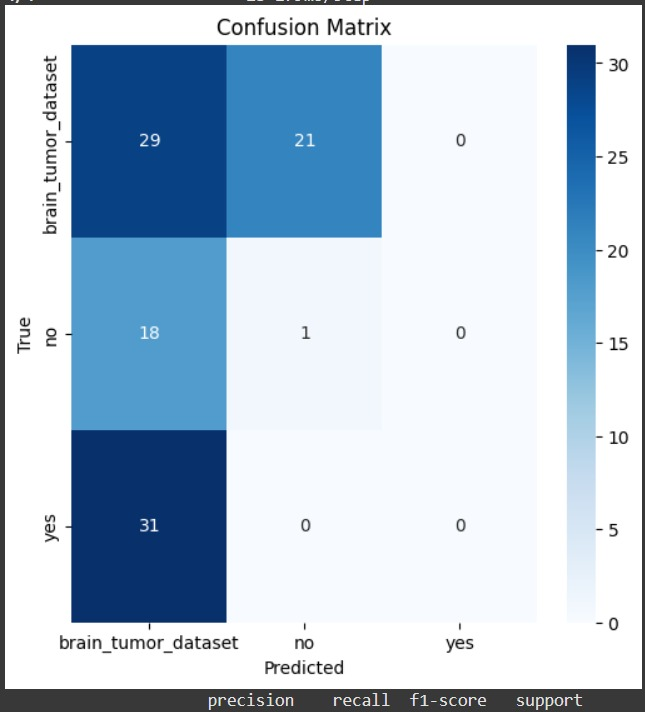 Confusion Matrix
brain_tumor_dataset
29
21
0
no
18
1
0
yes
31
0
0
True
brain_tumor_dataset
no
yes
Predicted
30
25
20
15
10
5
0
precision recall f1-score support